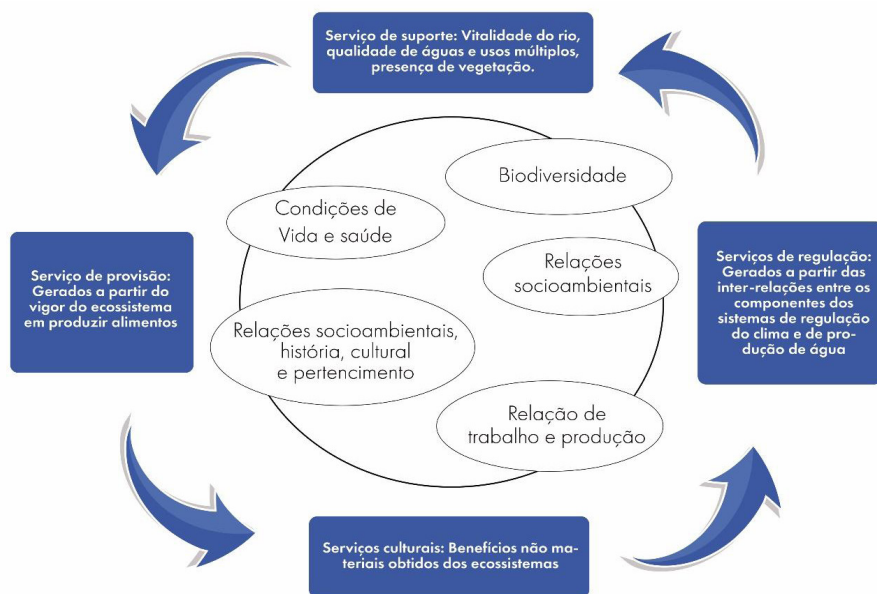 Serviço de suporte: Vitalidade do rio,
qualidade de águas e usos múltiplos,
presença de vegetação.
Biodiversidade
Condições de
Vida e saúde
Serviço de provisão:
Gerados a partir do
vigor do ecossistema
em produzir alimentos
Relações
socioambientais
Serviços de regulação:
Gerados a partir das
inter-relações entre os
componentes dos
sistemas de regulação
do clima e de pro-
dução de água
Relações socioambientais,
história, cultural
e pertencimento
Relação de
trabalho e produção
Serviços culturais: Benefícios não ma-
teriais obtidos dos ecossistemas